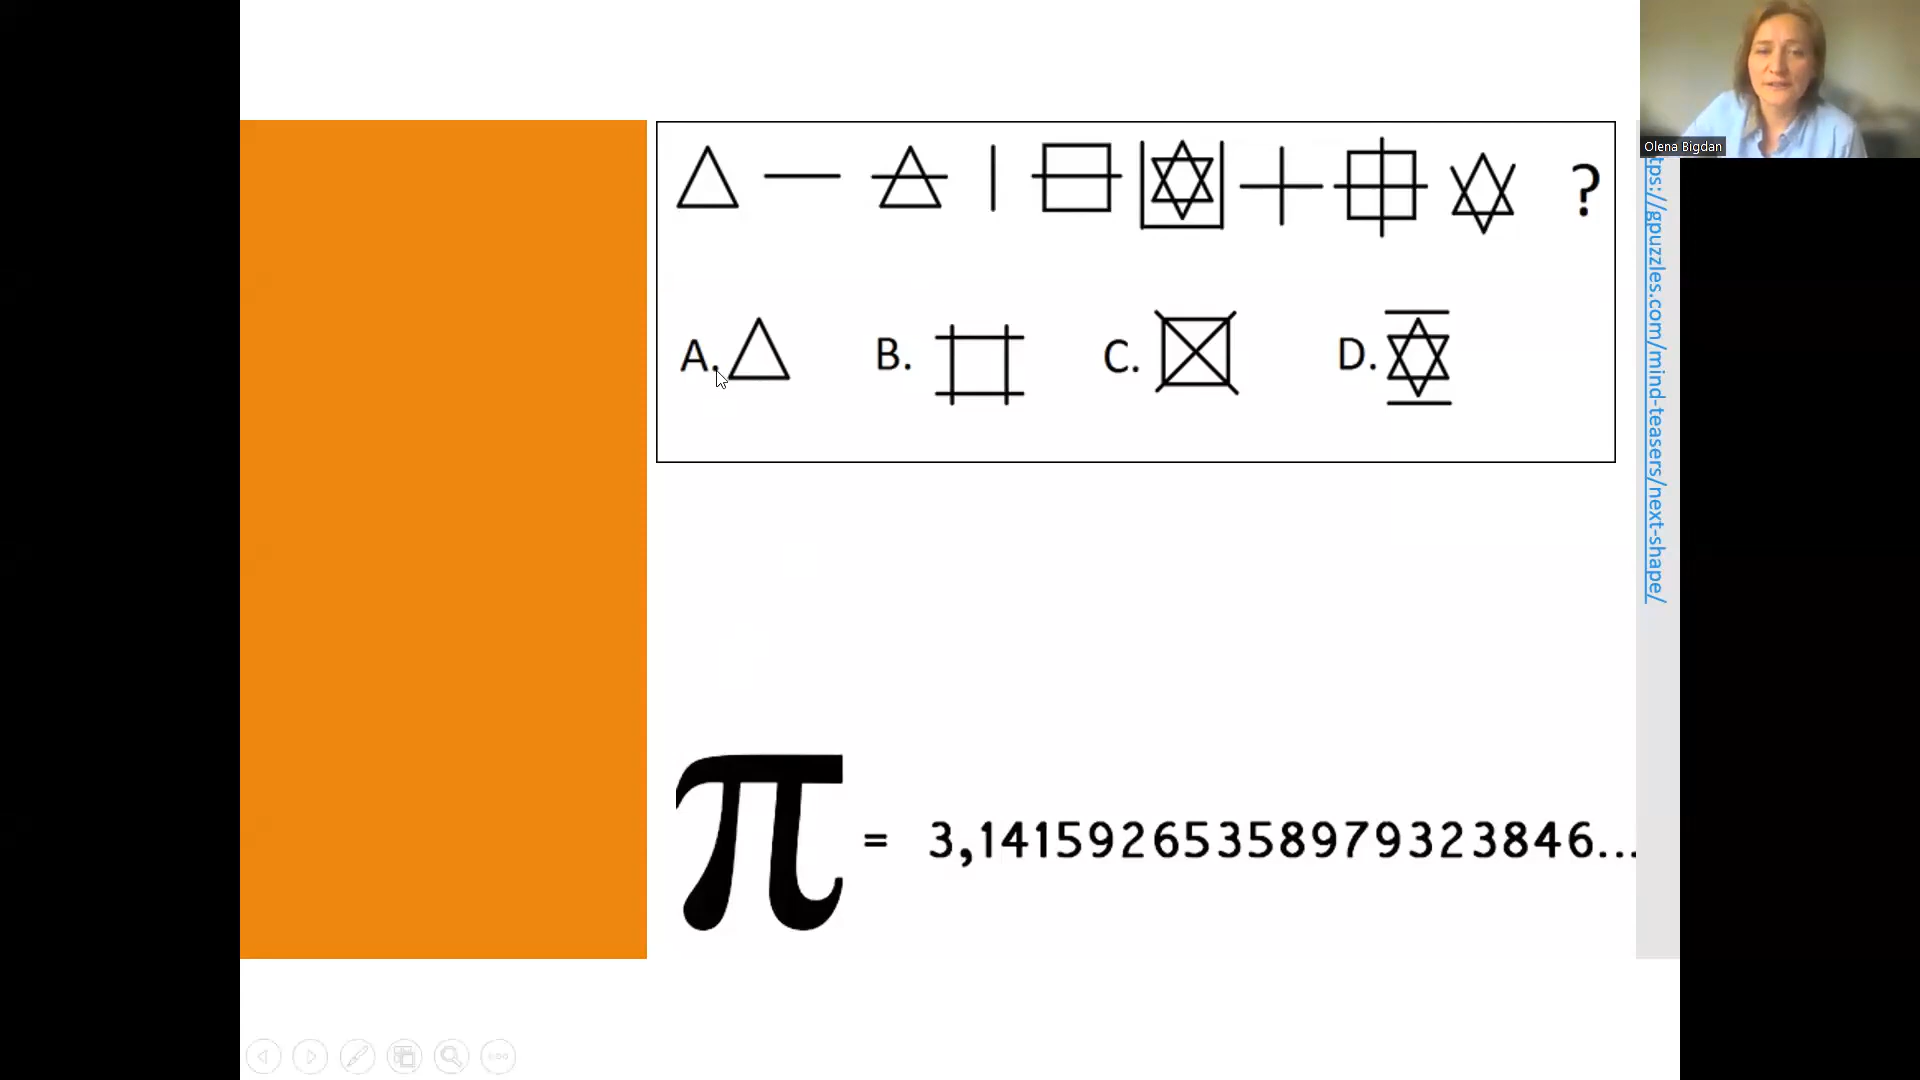 ?
A.
B.
C.
D.
π = 3,14159265358979323846...
tps://gpuzzles.com/mind-teasers/next-shape/
Olena Bigdan